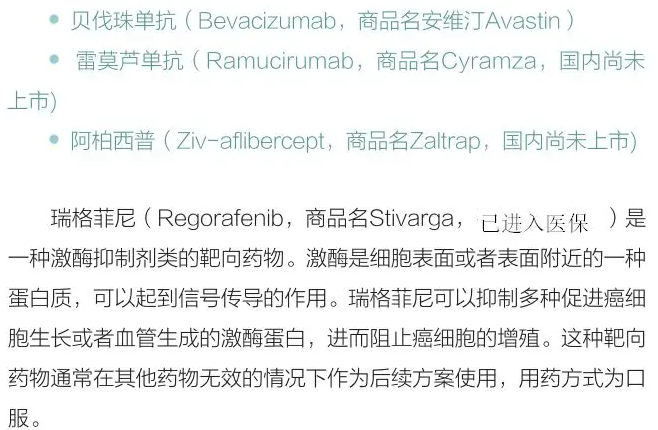 ● 贝伐珠单抗（Bevacizumab，商品名安维汀Avastin）
● 雷莫芦单抗（Ramucirumab，商品名Cyramza，国内尚未
上市)
● 阿柏西普（Ziv-aflibercept，商品名Zaltrap，国内尚未上市)
瑞格菲尼（Regorafenib，商品名Stivarga，已进入医保 ）是
一种激酶抑制剂类的靶向药物。激酶是细胞表面或者表面附近的一种
蛋白质，可以起到信号传导的作用。瑞格菲尼可以抑制多种促进癌细
胞生长或者血管生成的激酶蛋白，进而阻止癌细胞的增殖。这种靶向
药物通常在其他药物无效的情况下作为后续方案使用，用药方式为口
服。